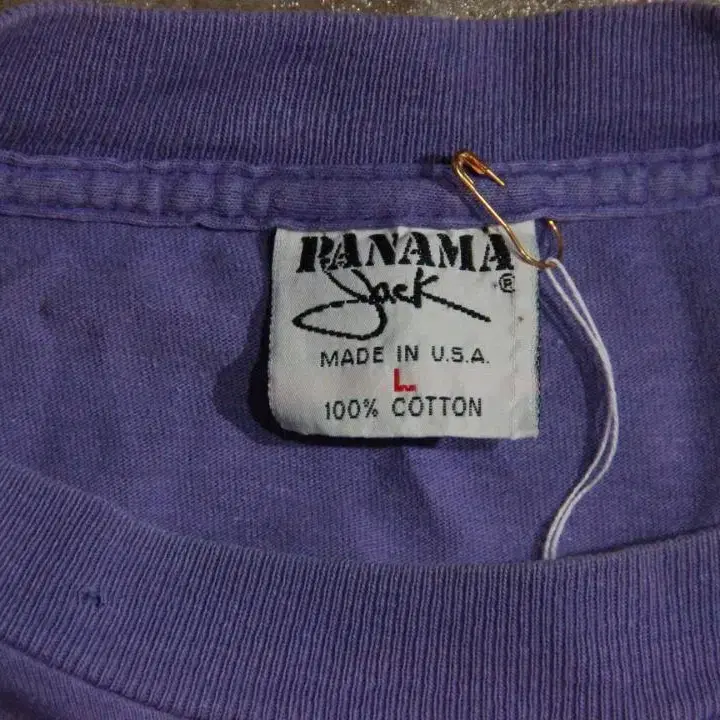 PANAMA
Jack
®
MADE IN U.S.A.
L
100% COTTON